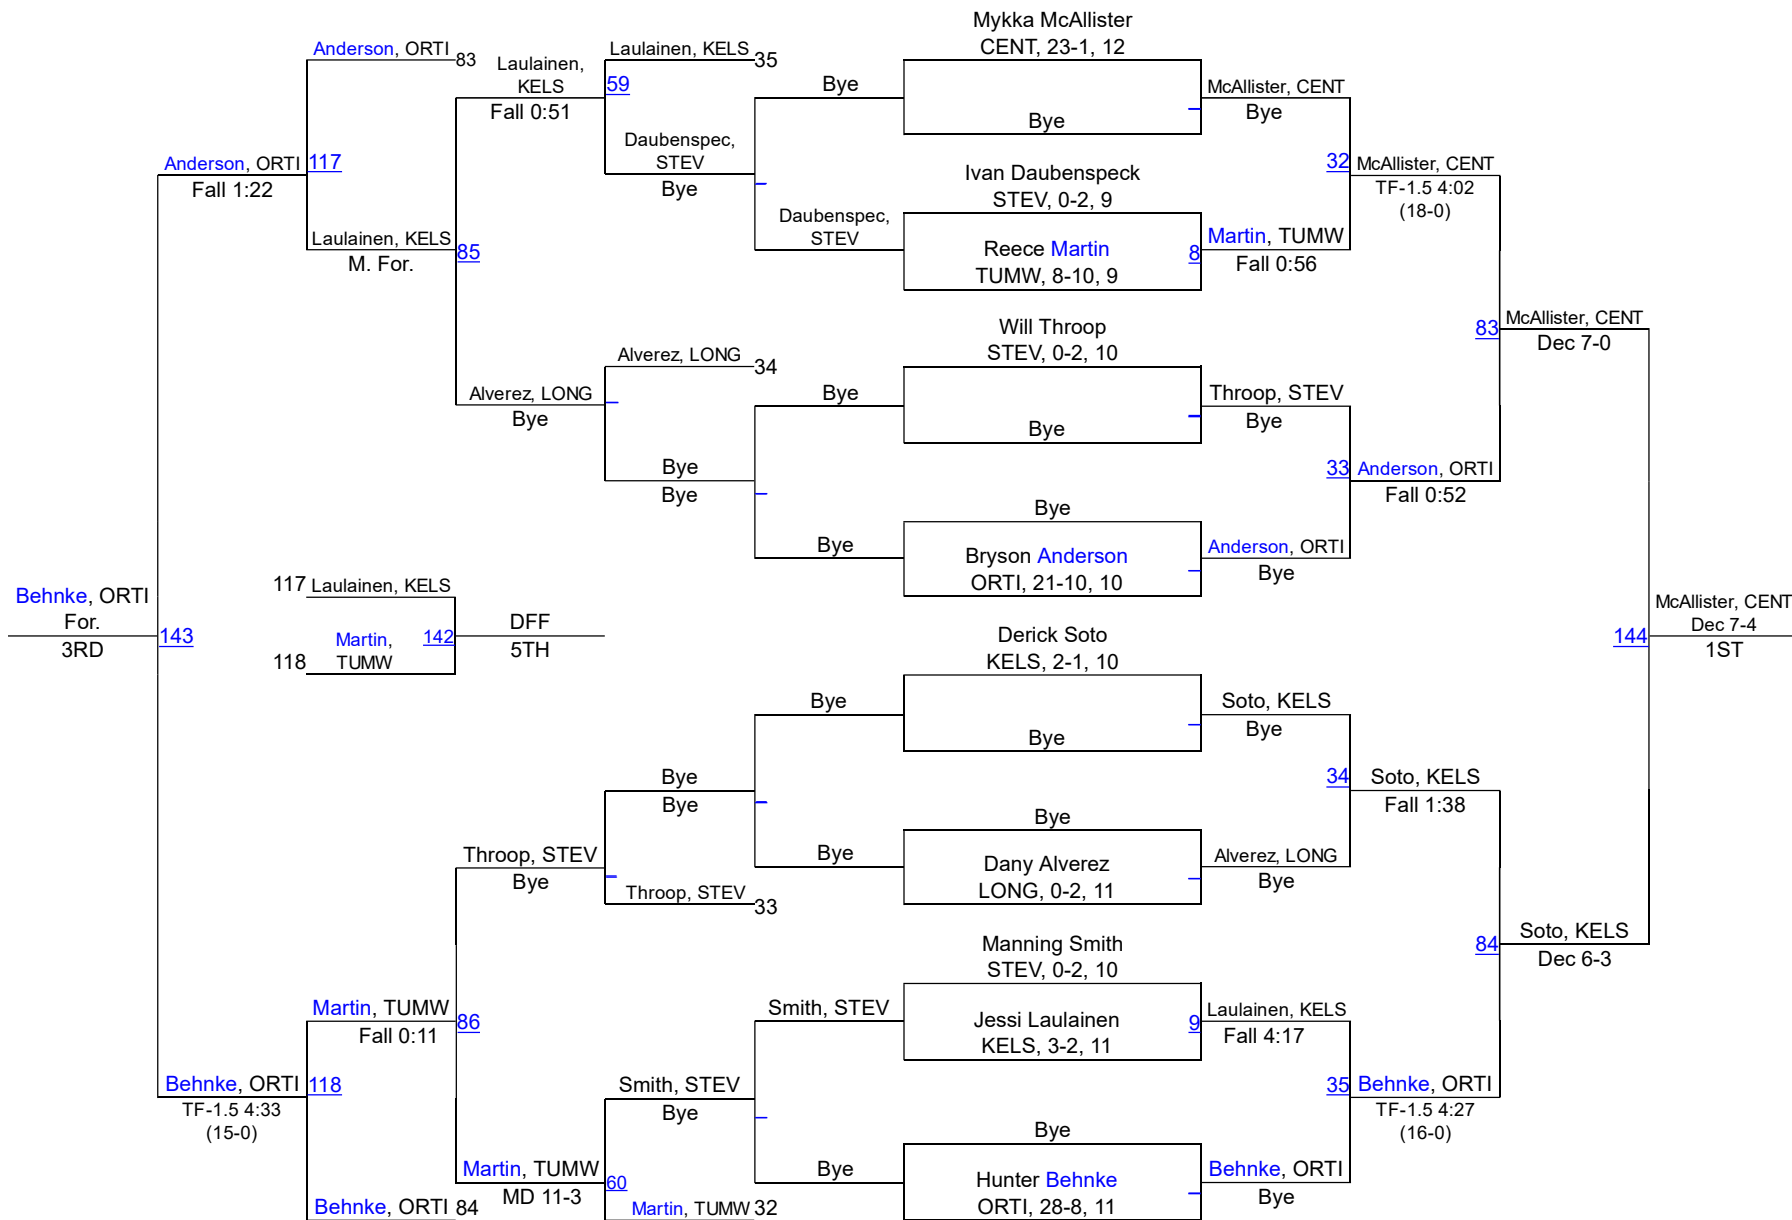 Mykka McAllister
CENT, 23-1, 12
Anderson, ORTI
83
Laulainen,
KELS
Fall 0:51
Laulainen, KELS
35
59
Bye
McAllister, CENT
Bye
Bye
Daubenspec,
STEV
Bye
Anderson, ORTI
117
Fall 1:22
Ivan Daubenspeck
STEV, 0-2, 9
32
McAllister, CENT
TF-1.5 4:02
(18-0)
Daubenspec,
STEV
Laulainen, KELS
M. For.
85
Reece Martin
TUMW, 8-10, 9
8
Martin, TUMW
Fall 0:56
Will Throop
STEV, 0-2, 10
83
McAllister, CENT
Dec 7-0
Alverez, LONG
34
Alverez, LONG
Bye
Bye
Throop, STEV
Bye
Bye
Bye
Bye
33
Anderson, ORTI
Fall 0:52
Bye
Bye
Bryson Anderson
ORTI, 21-10, 10
Anderson, ORTI
Bye
117
Laulainen, KELS
Behnke, ORTI
For.
3RD
143
Martin,
TUMW
118
142
DFF
5TH
Derick Soto
KELS, 2-1, 10
144
McAllister, CENT
Dec 7-4
1ST
Bye
Soto, KELS
Bye
Bye
Bye
Bye
34
Soto, KELS
Fall 1:38
Bye
Bye
Dany Alverez
LONG, 0-2, 11
Alverez, LONG
Bye
Throop, STEV
Bye
Throop, STEV
33
Manning Smith
STEV, 0-2, 10
84
Soto, KELS
Dec 6-3
Martin, TUMW
Fall 0:11
86
Smith, STEV
Jessi Laulainen
KELS, 3-2, 11
9
Laulainen, KELS
Fall 4:17
Behnke, ORTI
TF-1.5 4:33
(15-0)
118
Smith, STEV
Bye
35
Behnke, ORTI
TF-1.5 4:27
(16-0)
Bye
Bye
Hunter Behnke
ORTI, 28-8, 11
Behnke, ORTI
Bye
Martin, TUMW
MD 11-3
60
Behnke, ORTI
84
Martin, TUMW
32